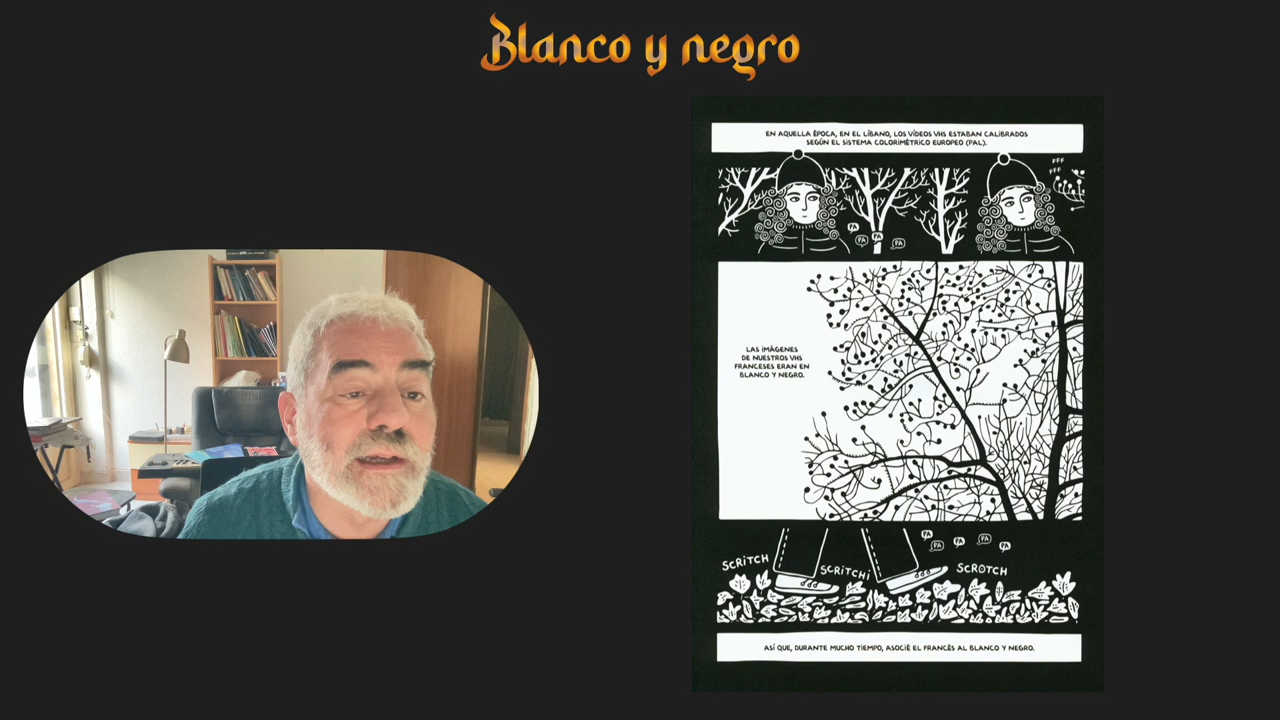 Blanco y negro
EN AQUELLA ÉPOCA, EN EL LÍBANO, LOS VÍDEOS VHS ESTABAN CALIBRADOS
SEGÚN EL SISTEMA COLORIMÉTRICO EUROPEO (PAL).
FFF
FFF
PA
PA
PA
PA
LAS IMÁGENES
DE NUESTROS VHS
FRANCESES ERAN EN
BLANCO Y NEGRO.
PA
PA
PA
PA
PA
SCRITCH
SCRITCHI
SCROTCH
ASÍ QUE, DURANTE MUCHO TIEMPO, ASOCIÉ EL FRANCÉS AL BLANCO Y NEGRO.